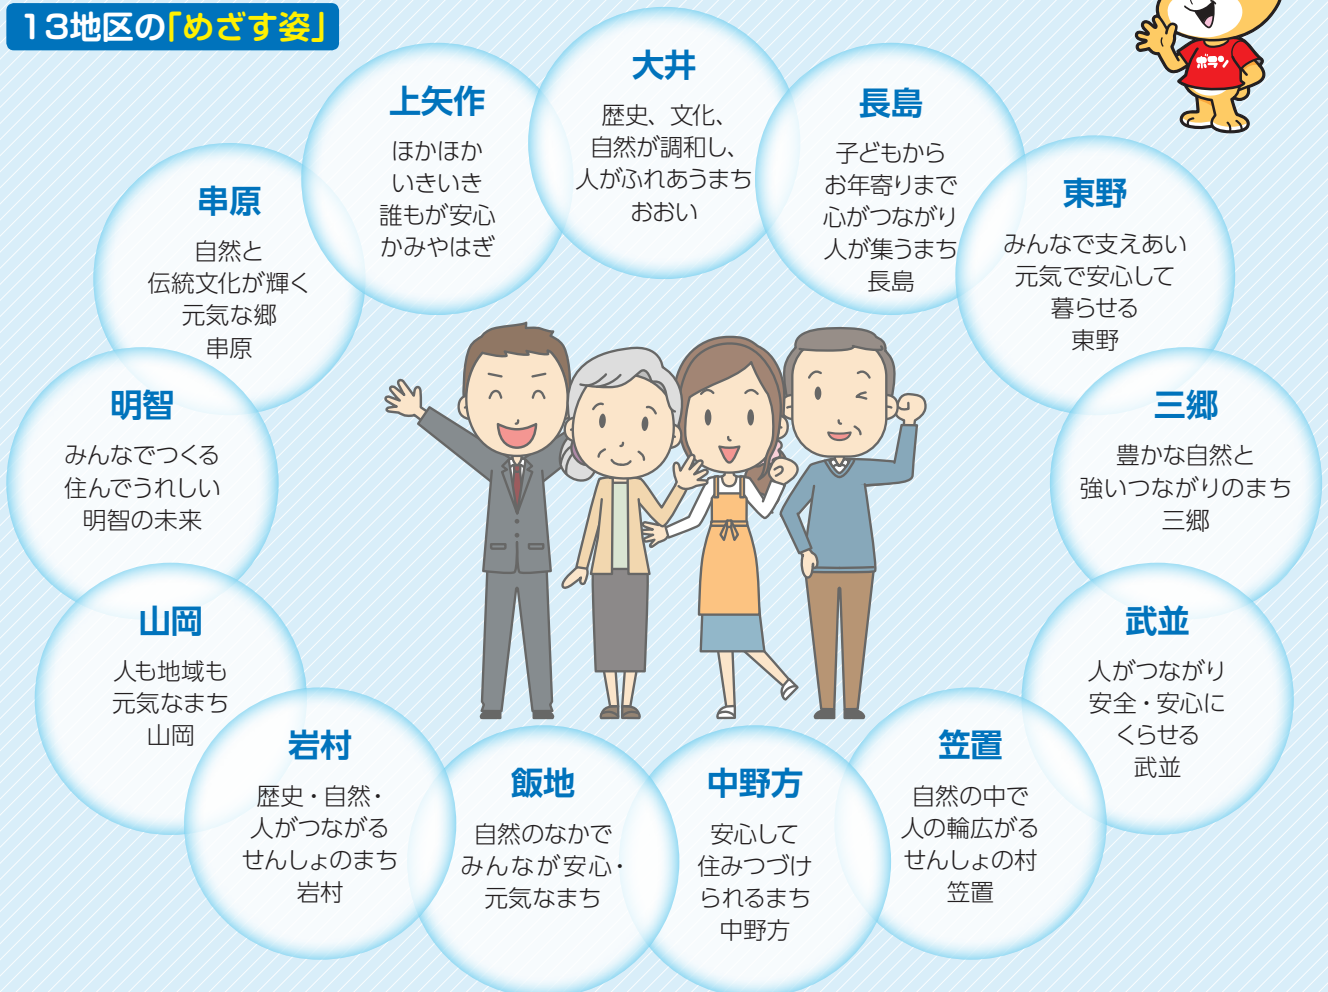 13地区の「めざす姿」
ボラン
大井
歴史、文化、
自然が調和し、
人がふれあうまち
おおい
長島
子どもから
お年寄りまで
心がつながり
人が集うまち
長島
東野
みんなで支えあい
元気で安心して
暮らせる
東野
三郷
豊かな自然と
強いつながりのまち
三郷
武並
人がつながり
安全・安心に
くらせる
武並
笠置
自然の中で
人の輪広がる
せんしょの村
笠置
中野方
安心して
住みつづけ
られるまち
中野方
飯地
自然のなかで
みんなが安心・
元気なまち
岩村
歴史・自然・
人がつながる
せんしょのまち
岩村
山岡
人も地域も
元気なまち
山岡
明智
みんなでつくる
住んでうれしい
明智の未来
串原
自然と
伝統文化が輝く
元気な郷
串原
上矢作
ほかほか
いきいき
誰もが安心
かみやはぎ